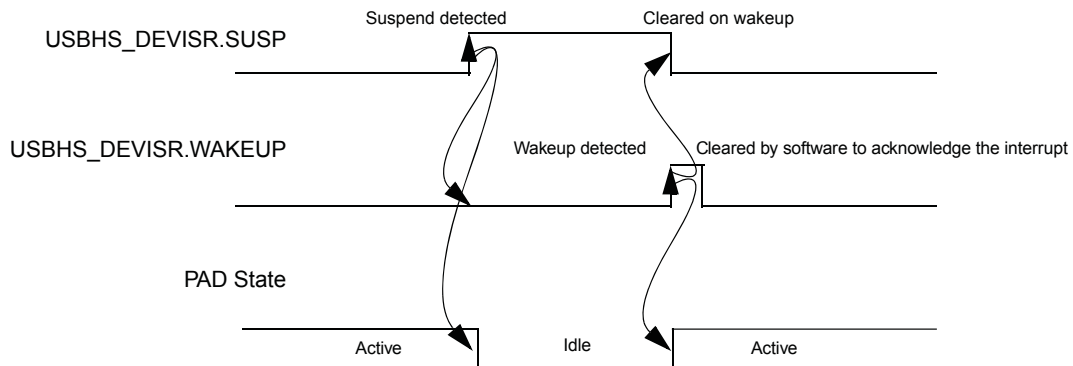 Suspend detected
Cleared on wakeup
USBHS_DEVISR.SUSP
USBHS_DEVISR.WAKEUP
Wakeup detected
Cleared by software to acknowledge the interrupt
PAD State
Active
Idle
Active